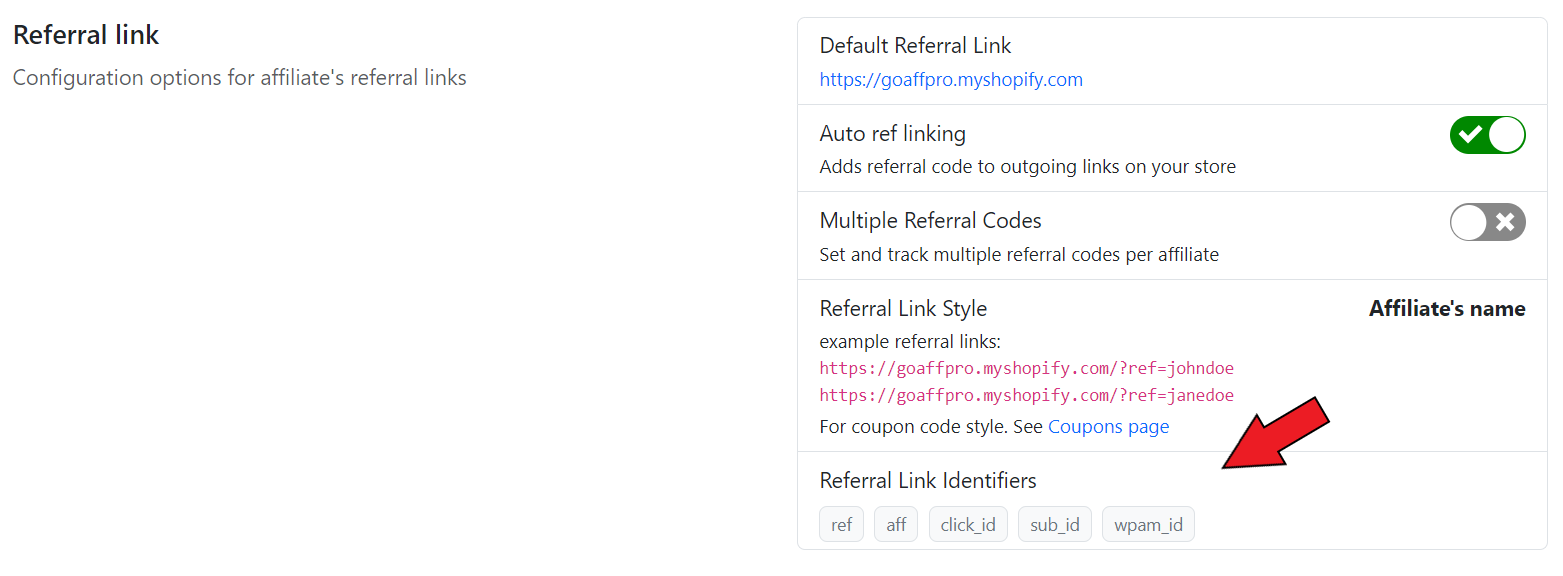 Referral link
Configuration options for affiliate's referral links
Default Referral Link
https://goaffpro.myshopify.com
Auto ref linking
Adds referral code to outgoing links on your store
Multiple Referral Codes
Set and track multiple referral codes per affiliate
Referral Link Style
Affiliate's name
example referral links:
https://goaffpro.myshopify.com/?ref=johndoe
https://goaffpro.myshopify.com/?ref=janedoe
For coupon code style. See Coupons page
Referral Link Identifiers
ref aff click_id sub_id wpam_id